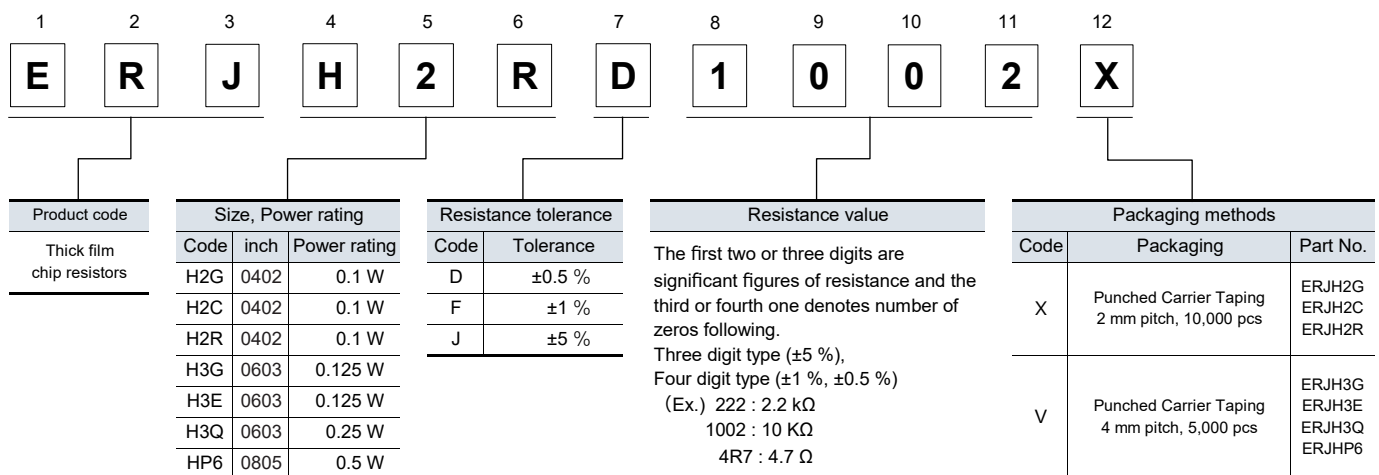 1 2 3 4 5 6 7 8 9 10 11 12
E R J H 2 R D 1 0 0 2 X
Product code
Thick film
chip resistors
Size, Power rating
Code inch Power rating
H2G 0402 0.1 W
H2C 0402 0.1 W
H2R 0402 0.1 W
H3G 0603 0.125 W
H3E 0603 0.125 W
H3Q 0603 0.25 W
HP6 0805 0.5 W
Resistance tolerance
Code Tolerance
D ±0.5 %
F ±1 %
J ±5 %
Resistance value
The first two or three digits are
significant figures of resistance and the
third or fourth one denotes number of
zeros following.
Three digit type (±5 %),
Four digit type (±1 %, ±0.5 %)
（Ex.) 222 : 2.2 kΩ
1002 : 10 KΩ
4R7 : 4.7 Ω
Packaging methods
Code Packaging Part No.
X
Punched Carrier Taping
2 mm pitch, 10,000 pcs
ERJH2G
ERJH2C
ERJH2R
V
Punched Carrier Taping
4 mm pitch, 5,000 pcs
ERJH3G
ERJH3E
ERJH3Q
ERJHP6